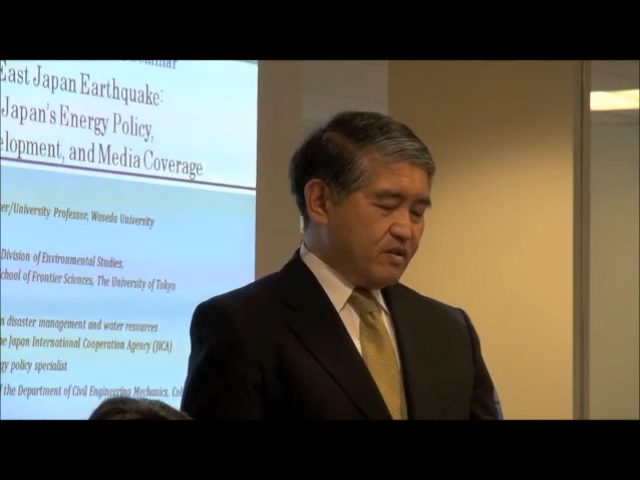 East Japan Earthquake:
Japan's Energy Policy,
elopment, and Media Coverage
er/University Professor, Waseda University
Division of Environmental Studies,
School of Frontier Sciences, The University of Tokyo
n disaster management and water resources
he Japan International Cooperation Agency (JICA)
gy policy specialist
of the Department of Civil Engineering Mechanics, Col